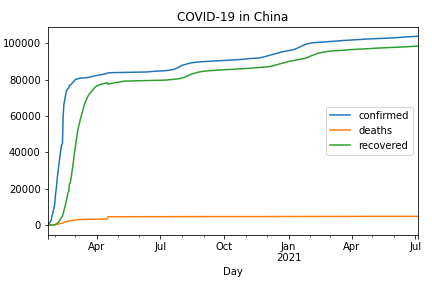 COVID-19 in China
100000
80000
60000
40000
20000
0
confirmed
deaths
recovered
Apr Jul Oct Jan Apr Jul
2021
Day